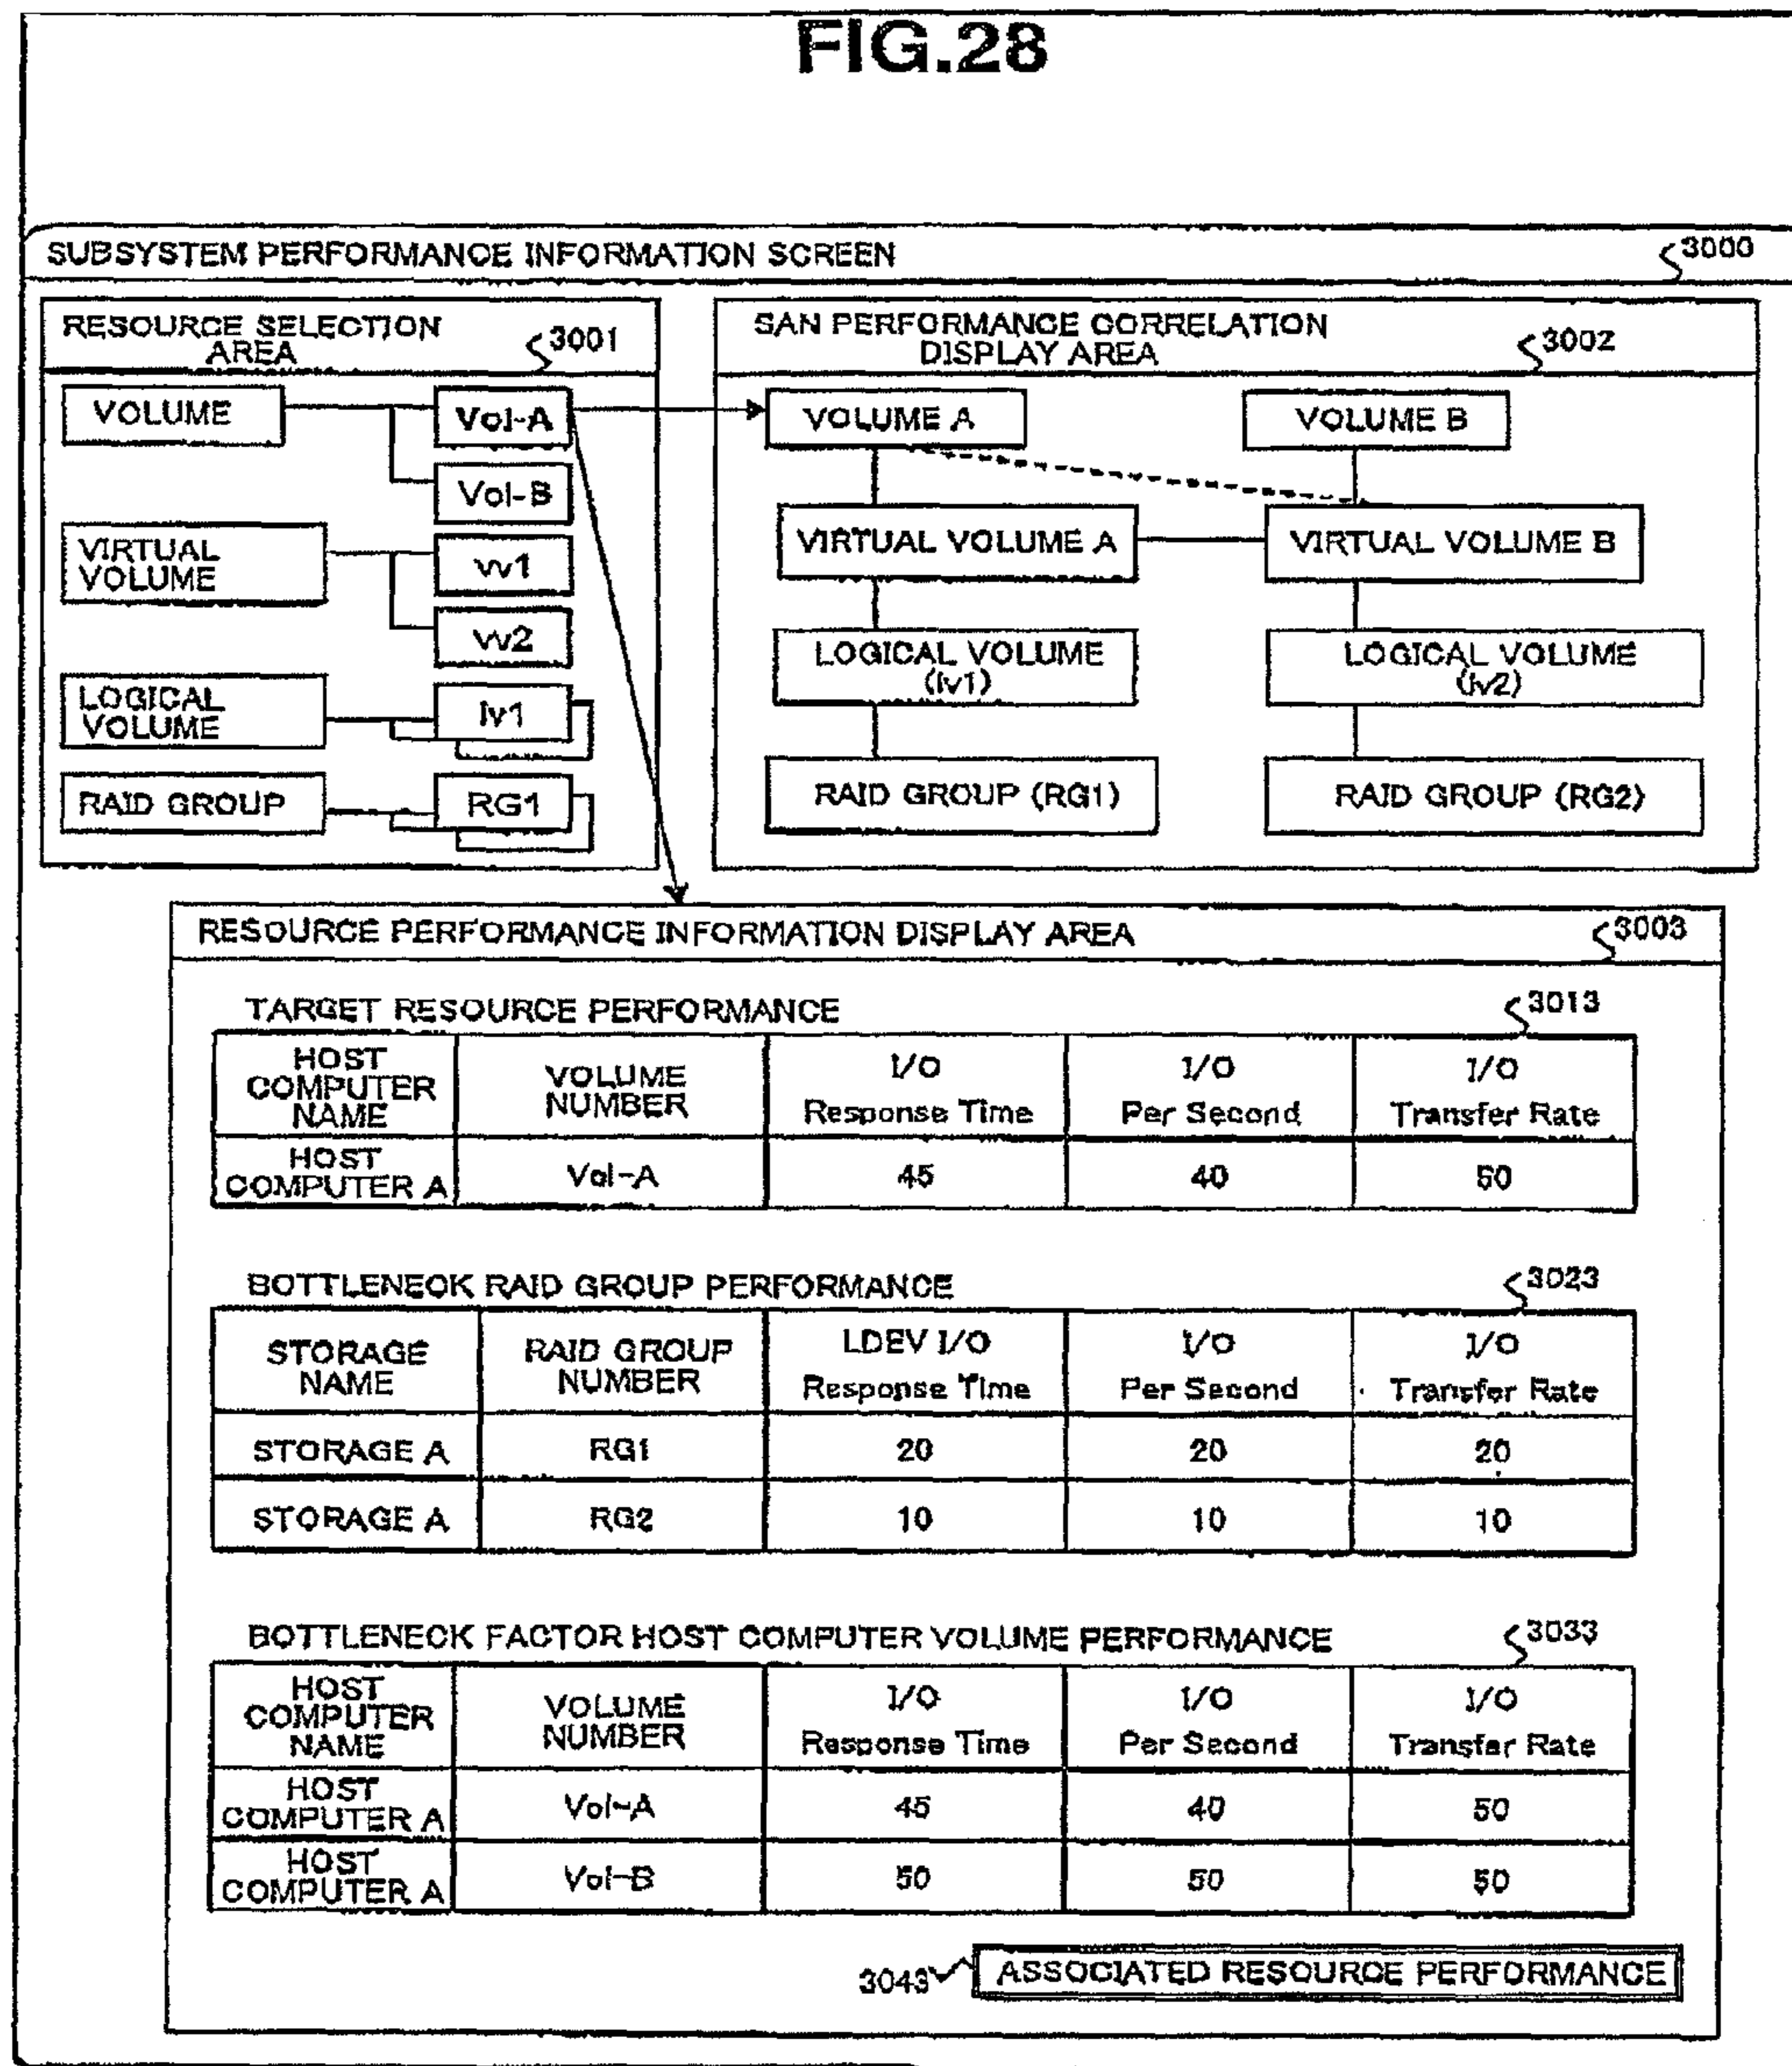 FIG.28
SUBSYSTEM PERFORMANCE INFORMATION SCREEN
3000
RESOURCE SELECTION
AREA
3001
VOLUME
Vol-A
Vol-B
VIRTUAL
VOLUME
vv1
vv2
LOGICAL
VOLUME
lv1
RAID GROUP
RG1
SAN PERFORMANCE CORRELATION
DISPLAY AREA
3002
VOLUME A
VOLUME B
VIRTUAL VOLUME A
VIRTUAL VOLUME B
LOGICAL VOLUME
(lv1)
LOGICAL VOLUME
(lv2)
RAID GROUP (RG1)
RAID GROUP (RG2)
RESOURCE PERFORMANCE INFORMATION DISPLAY AREA
3003
TARGET RESOURCE PERFORMANCE
3013
HOST
COMPUTER
NAME
VOLUME
NUMBER
I/O
Response Time
I/O
Per Second
I/O
Transfer Rate
HOST
COMPUTER A
Vol-A
45
40
50
BOTTLENECK RAID GROUP PERFORMANCE
3023
STORAGE
NAME
RAID GROUP
NUMBER
LDEV I/O
Response Time
I/O
Per Second
I/O
Transfer Rate
STORAGE A
RG1
20
20
20
STORAGE A
RG2
10
10
10
BOTTLENECK FACTOR HOST COMPUTER VOLUME PERFORMANCE
3033
HOST
COMPUTER
NAME
VOLUME
NUMBER
I/O
Response Time
I/O
Per Second
I/O
Transfer Rate
HOST
COMPUTER A
Vol-A
45
40
50
HOST
COMPUTER A
Vol-B
50
50
50
3043
ASSOCIATED RESOURCE PERFORMANCE